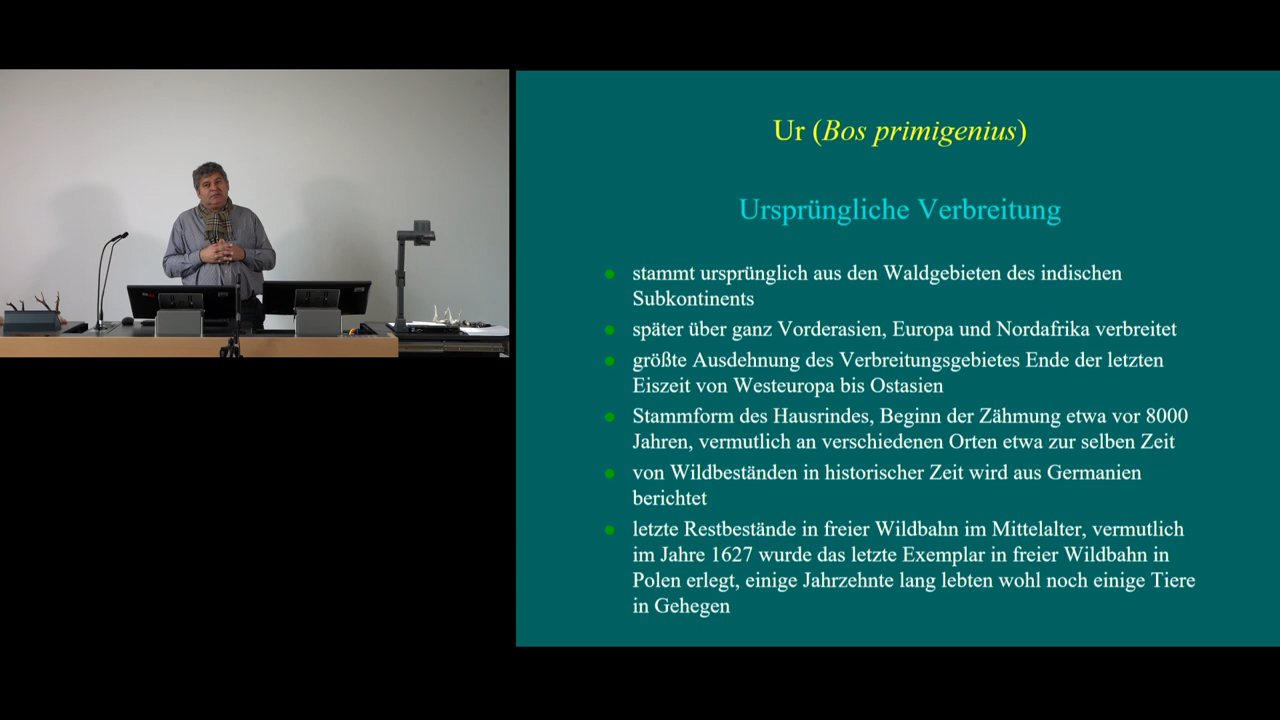 Ur (Bos primigenius)
Ursprüngliche Verbreitung
stammt ursprünglich aus den Waldgebieten des indischen
Subkontinents
später über ganz Vorderasien, Europa und Nordafrika verbreitet
größte Ausdehnung des Verbreitungsgebietes Ende der letzten
Eiszeit von Westeuropa bis Ostasien
Stammform des Hausrindes, Beginn der Zähmung etwa vor 8000
Jahren, vermutlich an verschiedenen Orten etwa zur selben Zeit
von Wildbeständen in historischer Zeit wird aus Germanien
berichtet
letzte Restbestände in freier Wildbahn im Mittelalter, vermutlich
im Jahre 1627 wurde das letzte Exemplar in freier Wildbahn in
Polen erlegt, einige Jahrzehnte lang lebten wohl noch einige Tiere
in Gehegen